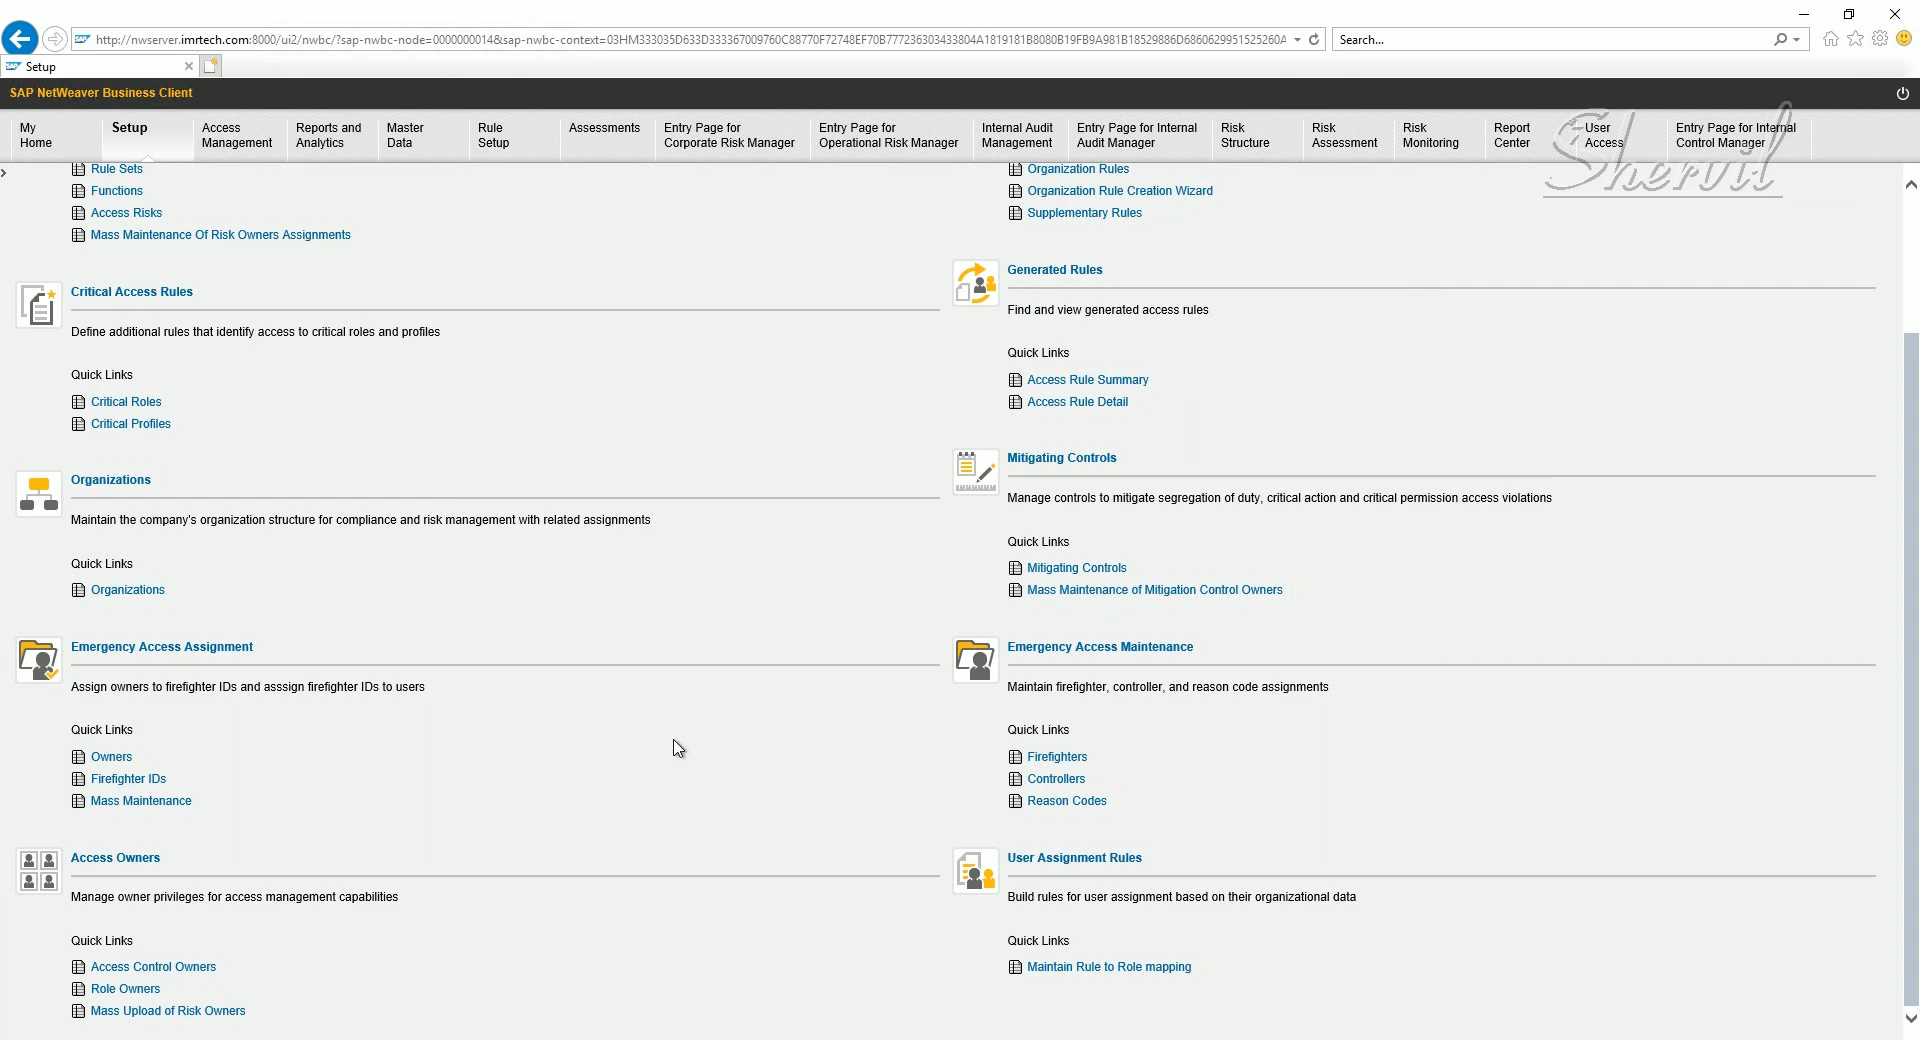 http://nwserver.imrtech.com:8000/ui2/nwbc/?sap-nwbc-node=0000000014&sap-nwbc-context=03HM333035D633D333367009760C88770F72748EF70B777236303433804A1819181B8080B19FB9A981B18529886D6860629951525260A
Search...
Setup
SAP NetWeaver Business Client
My Home
Setup
Access Management
Reports and Analytics
Master Data
Rule Setup
Assessments
Entry Page for Corporate Risk Manager
Entry Page for Operational Risk Manager
Internal Audit Management
Entry Page for Internal Audit Manager
Risk Structure
Risk Assessment
Risk Monitoring
Report Center
User Access
Entry Page for Internal Control Manager
Shervil
Rule Sets
Functions
Access Risks
Mass Maintenance Of Risk Owners Assignments
Critical Access Rules
Define additional rules that identify access to critical roles and profiles
Quick Links
Critical Roles
Critical Profiles
Organizations
Maintain the company's organization structure for compliance and risk management with related assignments
Quick Links
Organizations
Emergency Access Assignment
Assign owners to firefighter IDs and asssign firefighter IDs to users
Quick Links
Owners
Firefighter IDs
Mass Maintenance
Access Owners
Manage owner privileges for access management capabilities
Quick Links
Access Control Owners
Role Owners
Mass Upload of Risk Owners
Organization Rules
Organization Rule Creation Wizard
Supplementary Rules
Generated Rules
Find and view generated access rules
Quick Links
Access Rule Summary
Access Rule Detail
Mitigating Controls
Manage controls to mitigate segregation of duty, critical action and critical permission access violations
Quick Links
Mitigating Controls
Mass Maintenance of Mitigation Control Owners
Emergency Access Maintenance
Maintain firefighter, controller, and reason code assignments
Quick Links
Firefighters
Controllers
Reason Codes
User Assignment Rules
Build rules for user assignment based on their organizational data
Quick Links
Maintain Rule to Role mapping